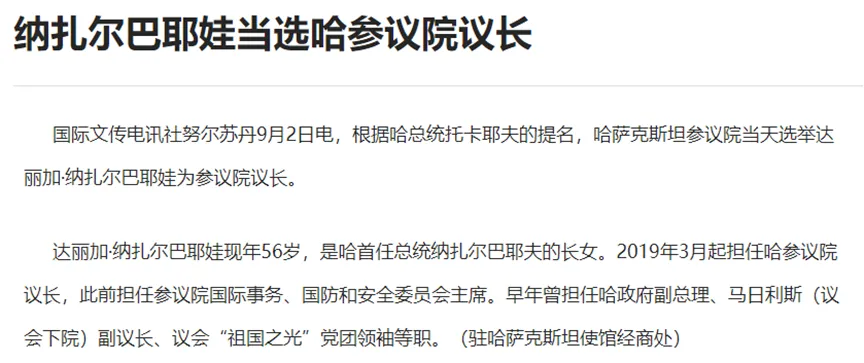 纳扎尔巴耶娃当选哈参议院议长
国际文传电讯社努尔苏丹9月2日电，根据哈总统托卡耶夫的提名，哈萨克斯坦参议院当天选举达
丽加·纳扎尔巴耶娃为参议院议长。
达丽加·纳扎尔巴耶娃现年56岁，是哈首任总统纳扎尔巴耶夫的长女。2019年3月起担任哈参议院
议长，此前担任参议院国际事务、国防和安全委员会主席。早年曾担任哈政府副总理、马日利斯（议
会下院）副议长、议会“祖国之光”党团领袖等职。（驻哈萨克斯坦使馆经商处）